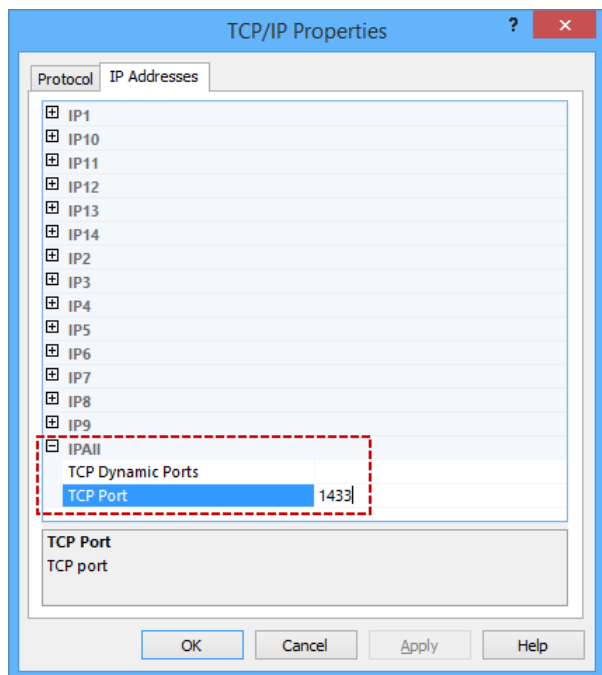 TCP/IP Properties
?
Protocol
IP Addresses
IP1
IP10
IP11
IP12
IP13
IP14
IP2
IP3
IP4
IP5
IP6
IP7
IP8
IP9
IPAll
TCP Dynamic Ports
TCP Port 1433
TCP Port
TCP port
OK Cancel Apply Help